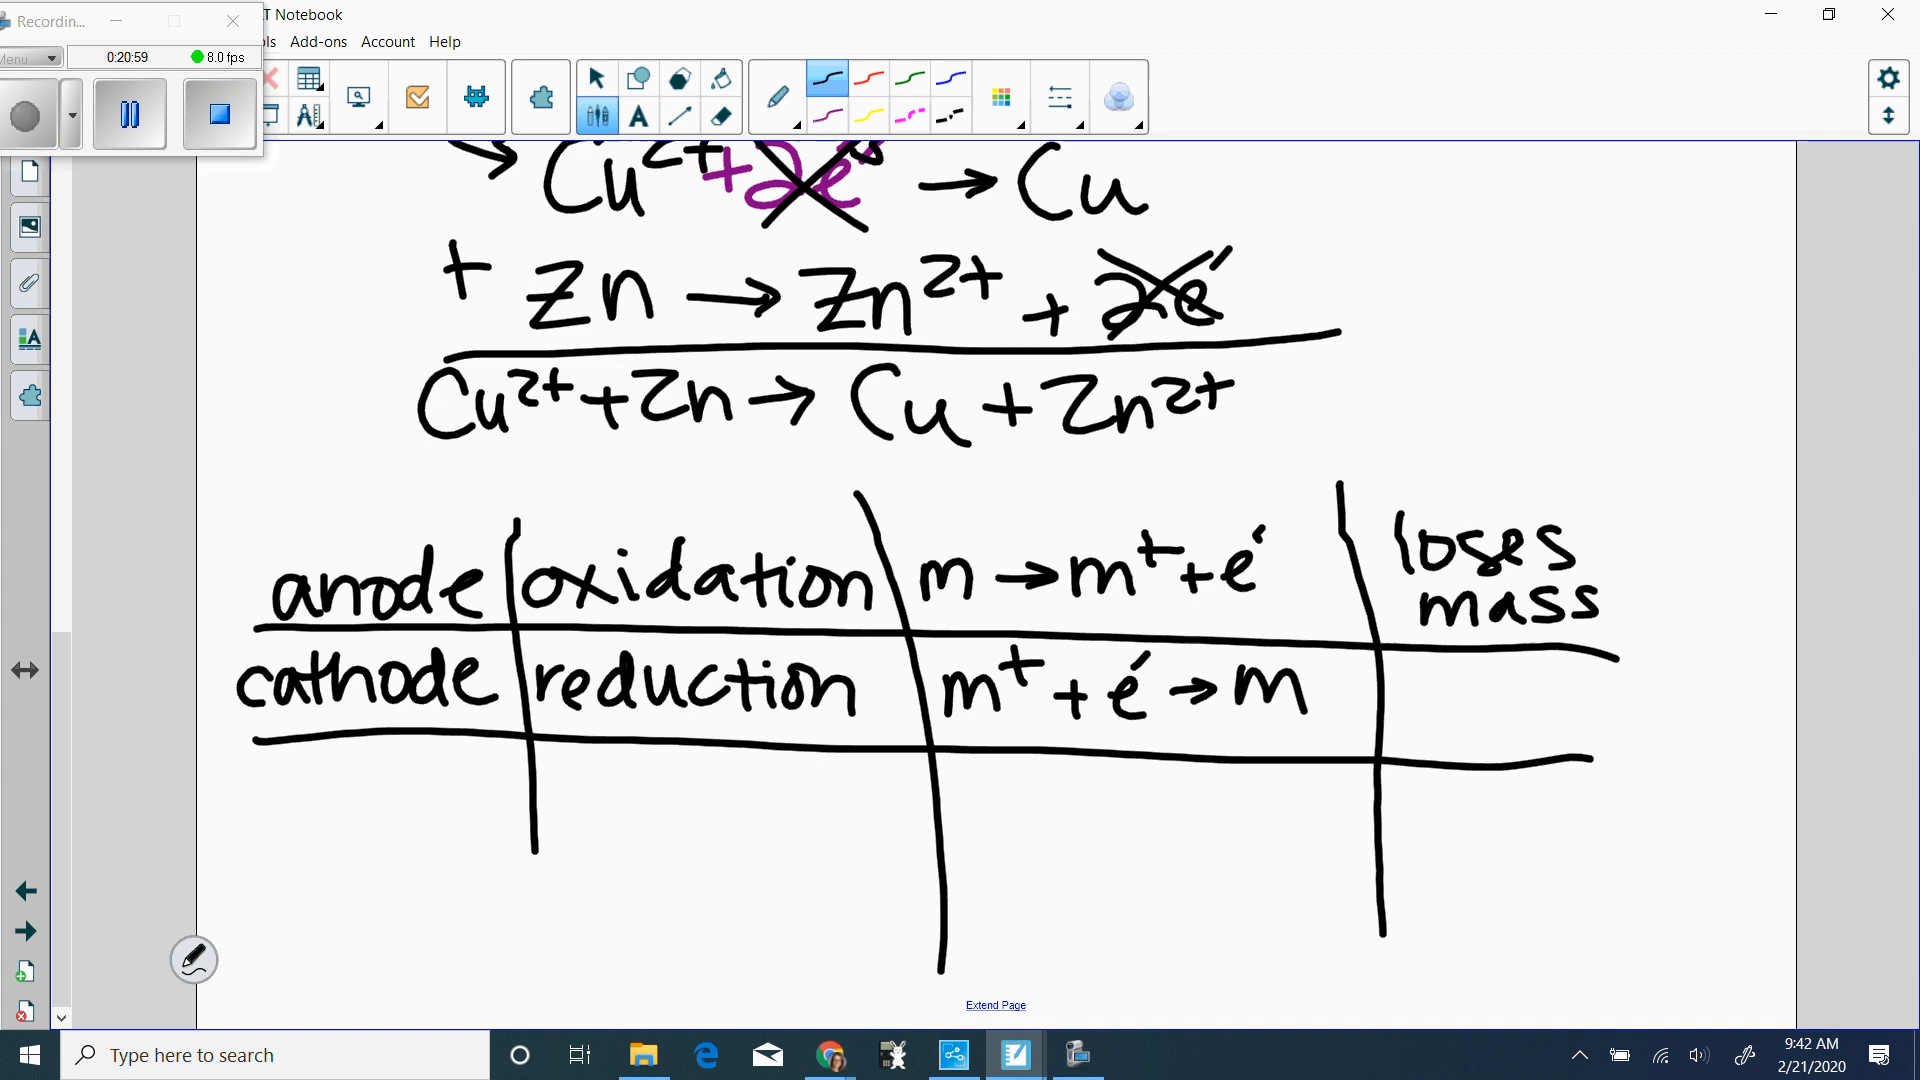 Recordin...
T Notebook
ols Add-ons Account Help
Menu
0:20:59 8.0 fps
→ Cu²⁺ + 2e⁻ → Cu
+ Zn → Zn²⁺ + 2e⁻
Cu²⁺ + Zn → Cu + Zn²⁺
anode oxidation m → m⁺ + e⁻ loses
mass
cathode reduction m⁺ + e⁻ → m
Extend Page
Type here to search
9:42 AM
2/21/2020